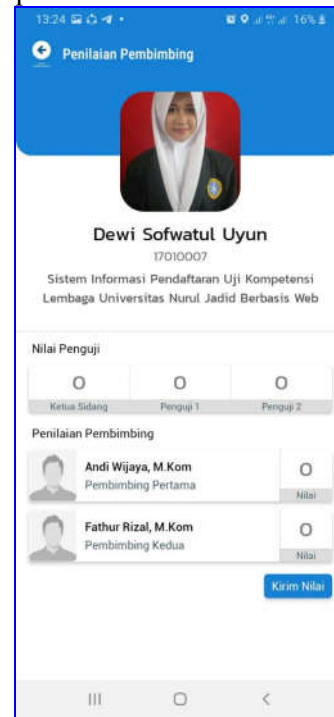 13:24
16%
Penilaian Pembimbing
Dewi Sofwatul Uyun
17010007
Sistem Informasi Pendaftaran Uji Kompetensi
Lembaga Universitas Nurul Jadid Berbasis Web
Nilai Penguji
0 0 0
Ketua Sidang Penguji 1 Penguji 2
Penilaian Pembimbing
Andi Wijaya, M.Kom
Pembimbing Pertama
0
Nilai
Fathur Rizal, M.Kom
Pembimbing Kedua
0
Nilai
Kirim Nilai